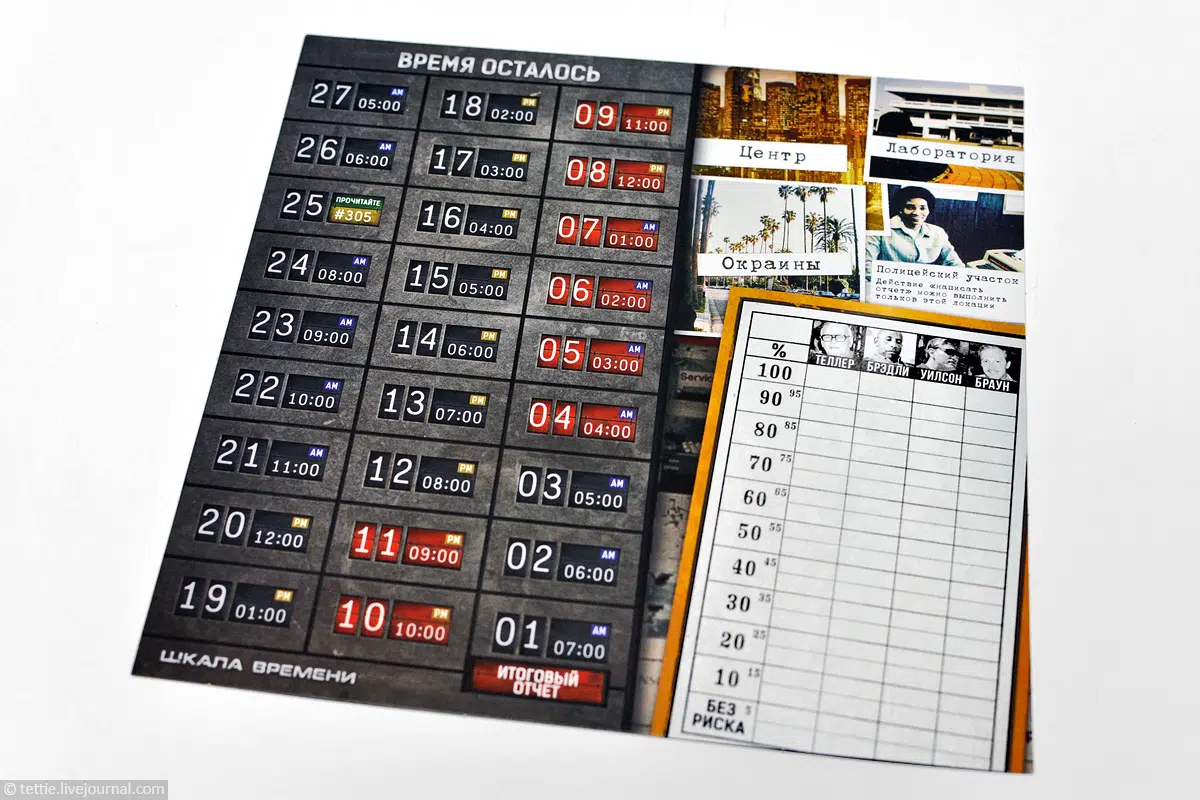 ВРЕМЯ ОСТАЛОСЬ
27 AM 05:00
26 AM 06:00
25 ПРОЧИТАЙТЕ #305
24 AM 08:00
23 AM 09:00
22 AM 10:00
21 AM 11:00
20 PM 12:00
19 PM 01:00
18 PM 02:00
17 PM 03:00
16 PM 04:00
15 PM 05:00
14 PM 06:00
13 PM 07:00
12 PM 08:00
11 PM 09:00
10 PM 10:00
09 PM 11:00
08 PM 12:00
07 AM 01:00
06 AM 02:00
05 AM 03:00
04 AM 04:00
03 AM 05:00
02 AM 06:00
01 AM 07:00
ИТОГОВЫЙ
ОТЧЕТ
ШКАЛА ВРЕМЕНИ
Центр
Лаборатория
Окраины
Полицейский участок
Действие «написать
отчет» можно выполнить
тольков этой локации
Servic
% ТЕЛЛЕР БРЭДЛИ УИЛСОН БРАУН
100
90 95
80 85
70 75
60 65
50 55
40 45
30 35
20 25
10 15
БЕЗ 5
РИСКА
© tettie.livejournal.com